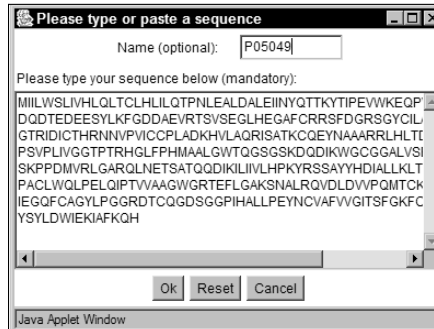 Please type or paste a sequence
Name (optional): P05049
Please type your sequence below (mandatory):
MIILWSLIVHLQLTCLHLILQTPNLEALDALEIINYQTTKYTIPEVWKEQP
DQDTEDEESYLKFGDDAEVRTSVSEGLHEGAFCRRSFDGRSGYCIL
GTRIDICTHRNNVPVICCPLADKHVLAQRISATKCQEYNAAARRLHLTD
PSVPLIVGGTPTRHGLFPHMAALGWTQGSGSKDQDIKWGCGGALVSE
SKPPDMVRLGARQLNETSATQQDIKILIIVLHPKYRSSAYYHDIALLKLT
PACLWQLPELQIPTVVAAGWGRTEFLGAKSNALRQVDLDVVPQMTCK
IEGQFCAGYLPGGRDTCQGDSGGPIHALLPEYNCVAFVVGITSFGKFC
YSYLDWIEKIAFKQH
Ok Reset Cancel
Java Applet Window